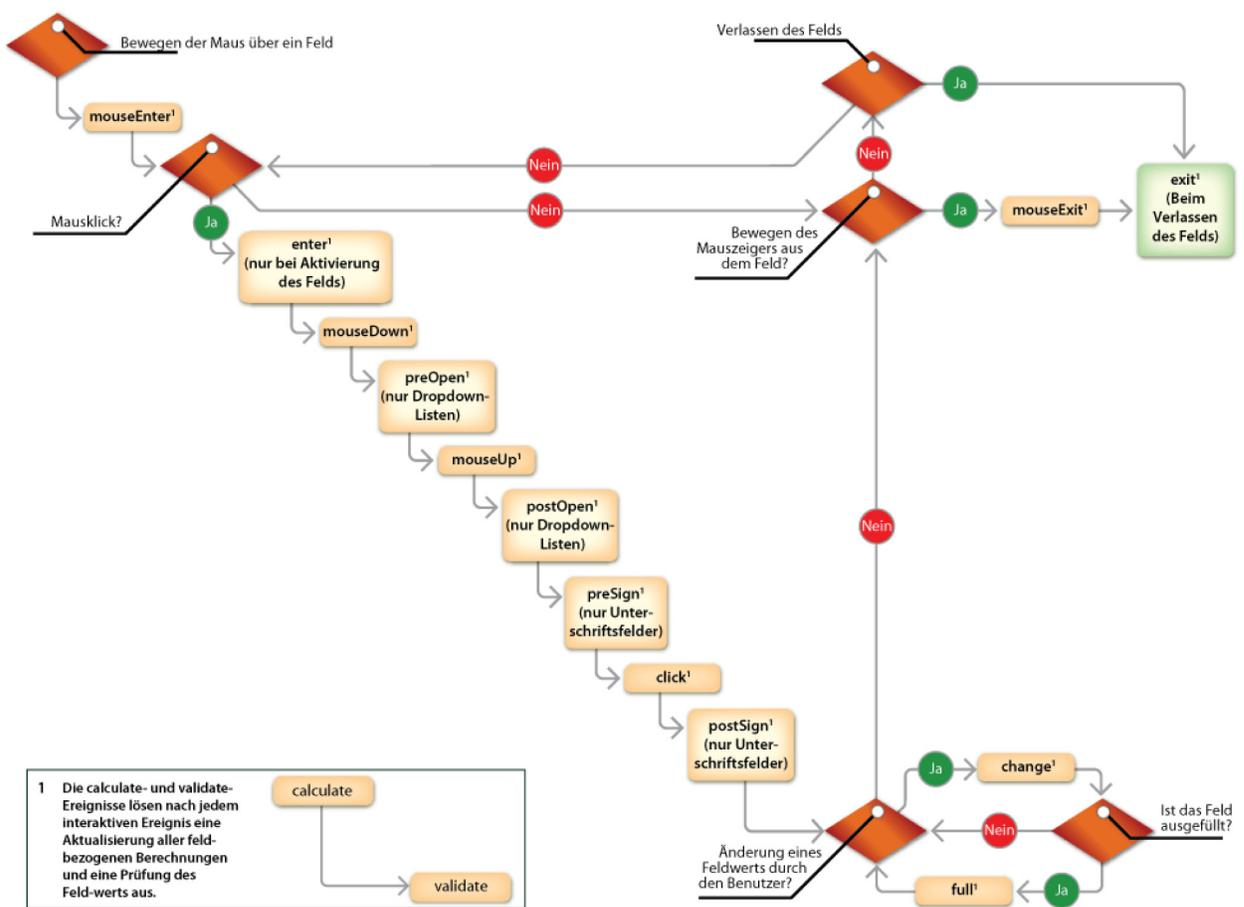 Bewegen der Maus über ein Feld
Verlassen des Felds
Ja
mouseEnter¹
Nein
Nein
Mausklick?
Ja
Nein
Bewegen des
Mauszeigers aus
dem Feld?
Ja
mouseExit¹
exit¹
(Beim
Verlassen
des Felds)
enter¹
(nur bei Aktivierung
des Felds)
mouseDown¹
preOpen¹
(nur Dropdown-
Listen)
mouseUp¹
postOpen¹
(nur Dropdown-
Listen)
Nein
preSign¹
(nur Unter-
schriftsfelder)
click¹
postSign¹
(nur Unter-
schriftsfelder)
Ja
change¹
Ist das Feld
ausgefüllt?
Nein
Änderung eines
Feldwerts durch
den Benutzer?
full¹
Ja
1 Die calculate- und validate-
Ereignisse lösen nach jedem
interaktiven Ereignis eine
Aktualisierung aller feld-
bezogenen Berechnungen
und eine Prüfung des
Feld-werts aus.
calculate
validate